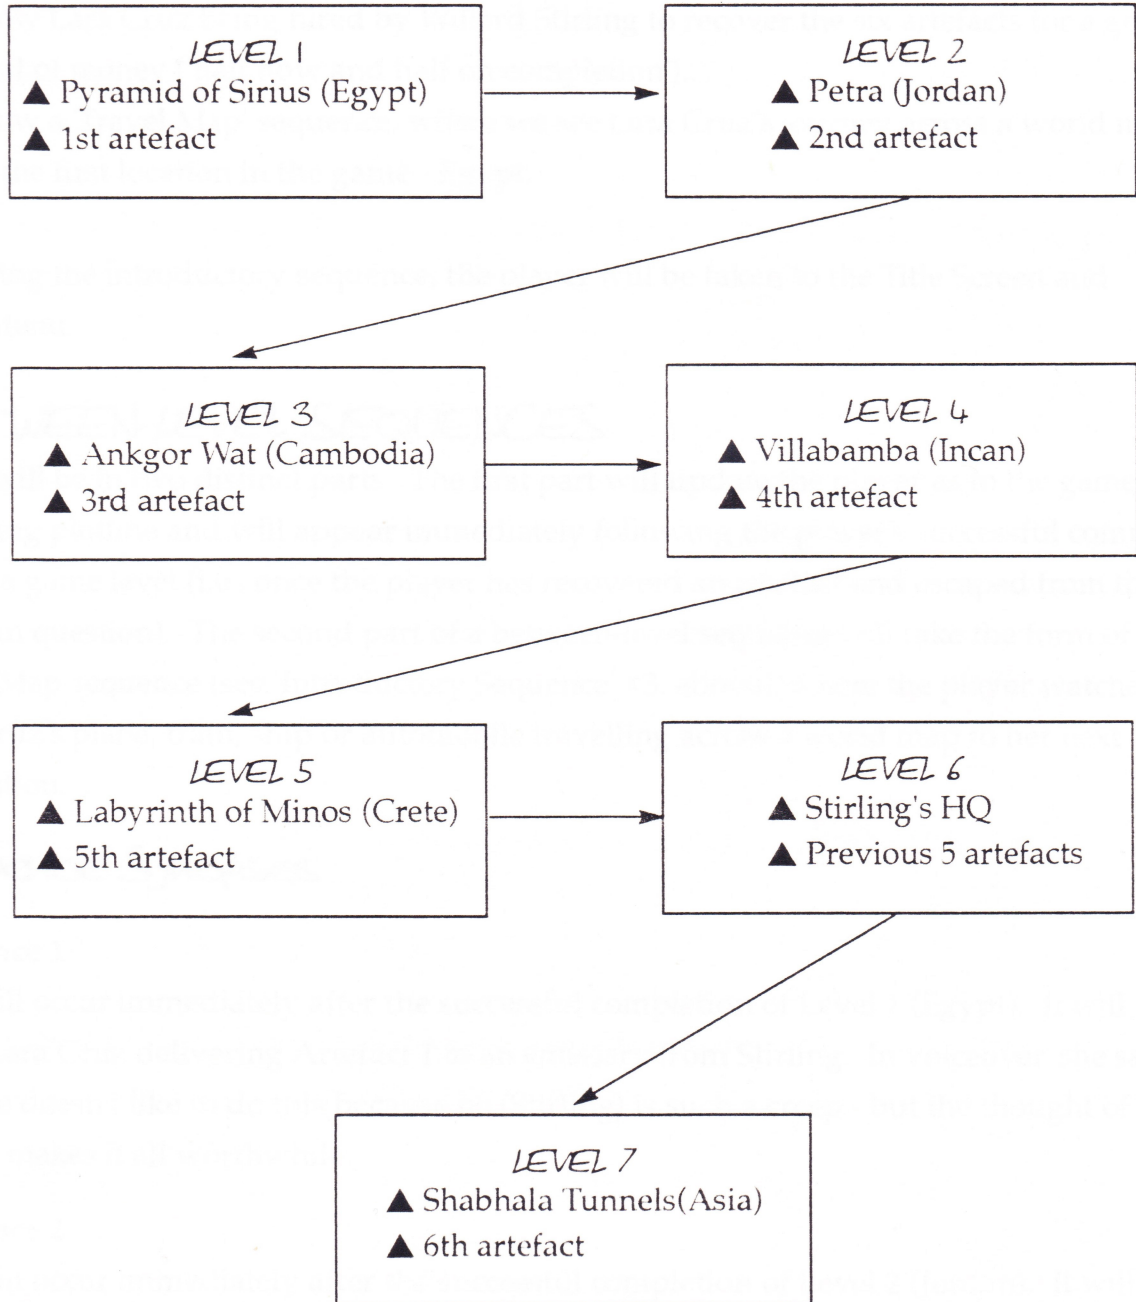 LEVEL 1
▲ Pyramid of Sirius (Egypt)
▲ 1st artefact
LEVEL 2
▲ Petra (Jordan)
▲ 2nd artefact
LEVEL 3
▲ Ankgor Wat (Cambodia)
▲ 3rd artefact
LEVEL 4
▲ Villabamba (Incan)
▲ 4th artefact
LEVEL 5
▲ Labyrinth of Minos (Crete)
▲ 5th artefact
LEVEL 6
▲ Stirling's HQ
▲ Previous 5 artefacts
LEVEL 7
▲ Shabhala Tunnels(Asia)
▲ 6th artefact